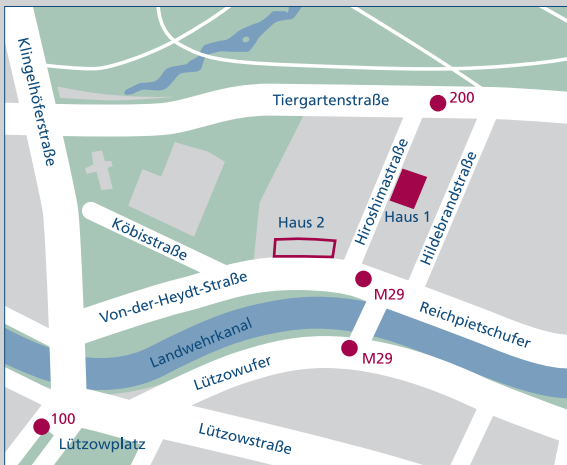 Klingelhöferstraße
Tiergartenstraße
200
Hiroshimastraße
Haus 1
Hildebrandstraße
Köbisstraße
Haus 2
Von-der-Heydt-Straße
M29
Reichpietschufer
Landwehrkanal
M29
Lützowufer
100
Lützowplatz
Lützowstraße